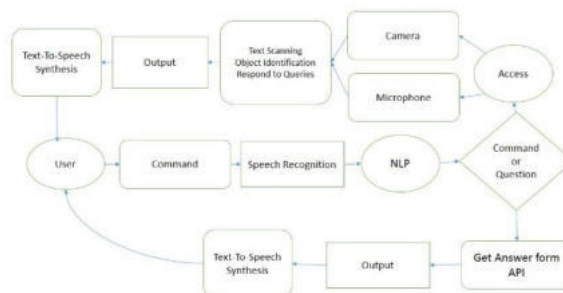 Camera
Text-To-Speech
Synthesis
Output
Text Scanning
Object Identification
Respond to Queries
Access
Microphone
User
Command
Speech Recognition
NLP
Command
or
Question
Text-To-Speech
Synthesis
Output
Get Answer form
API